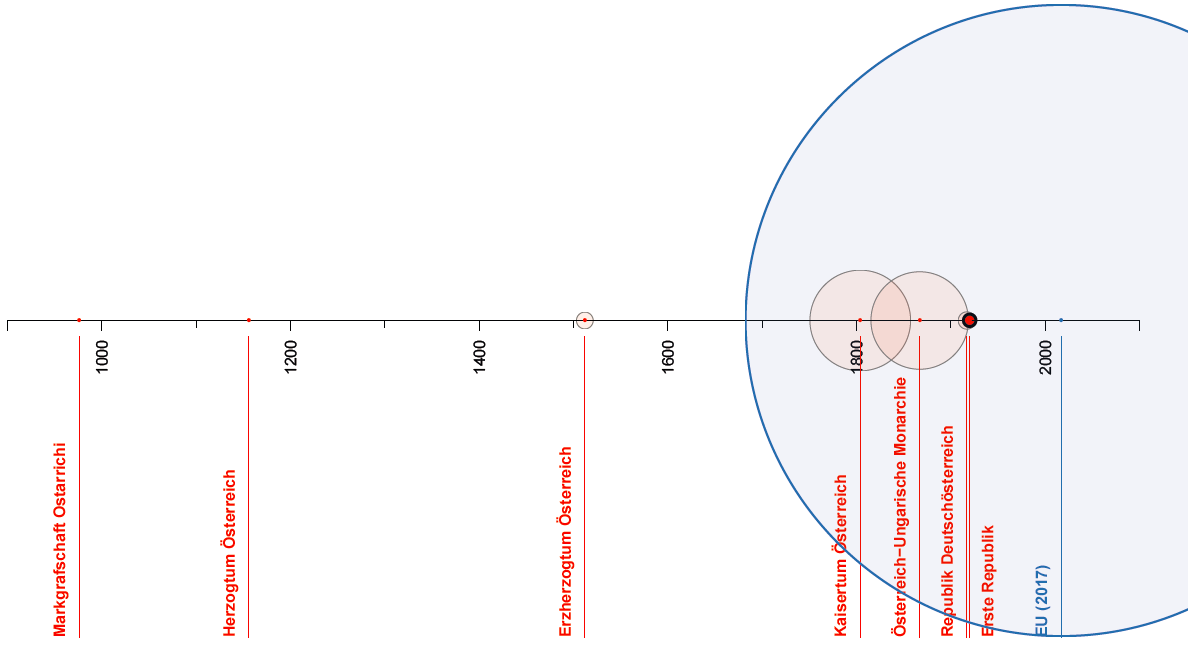 1000
1200
1400
1600
1800
2000
Markgrafschaft Ostarrichi
Herzogtum Österreich
Erzherzogtum Österreich
Kaisertum Österreich
Österreich−Ungarische Monarchie
Republik Deutschösterreich
Erste Republik
EU (2017)